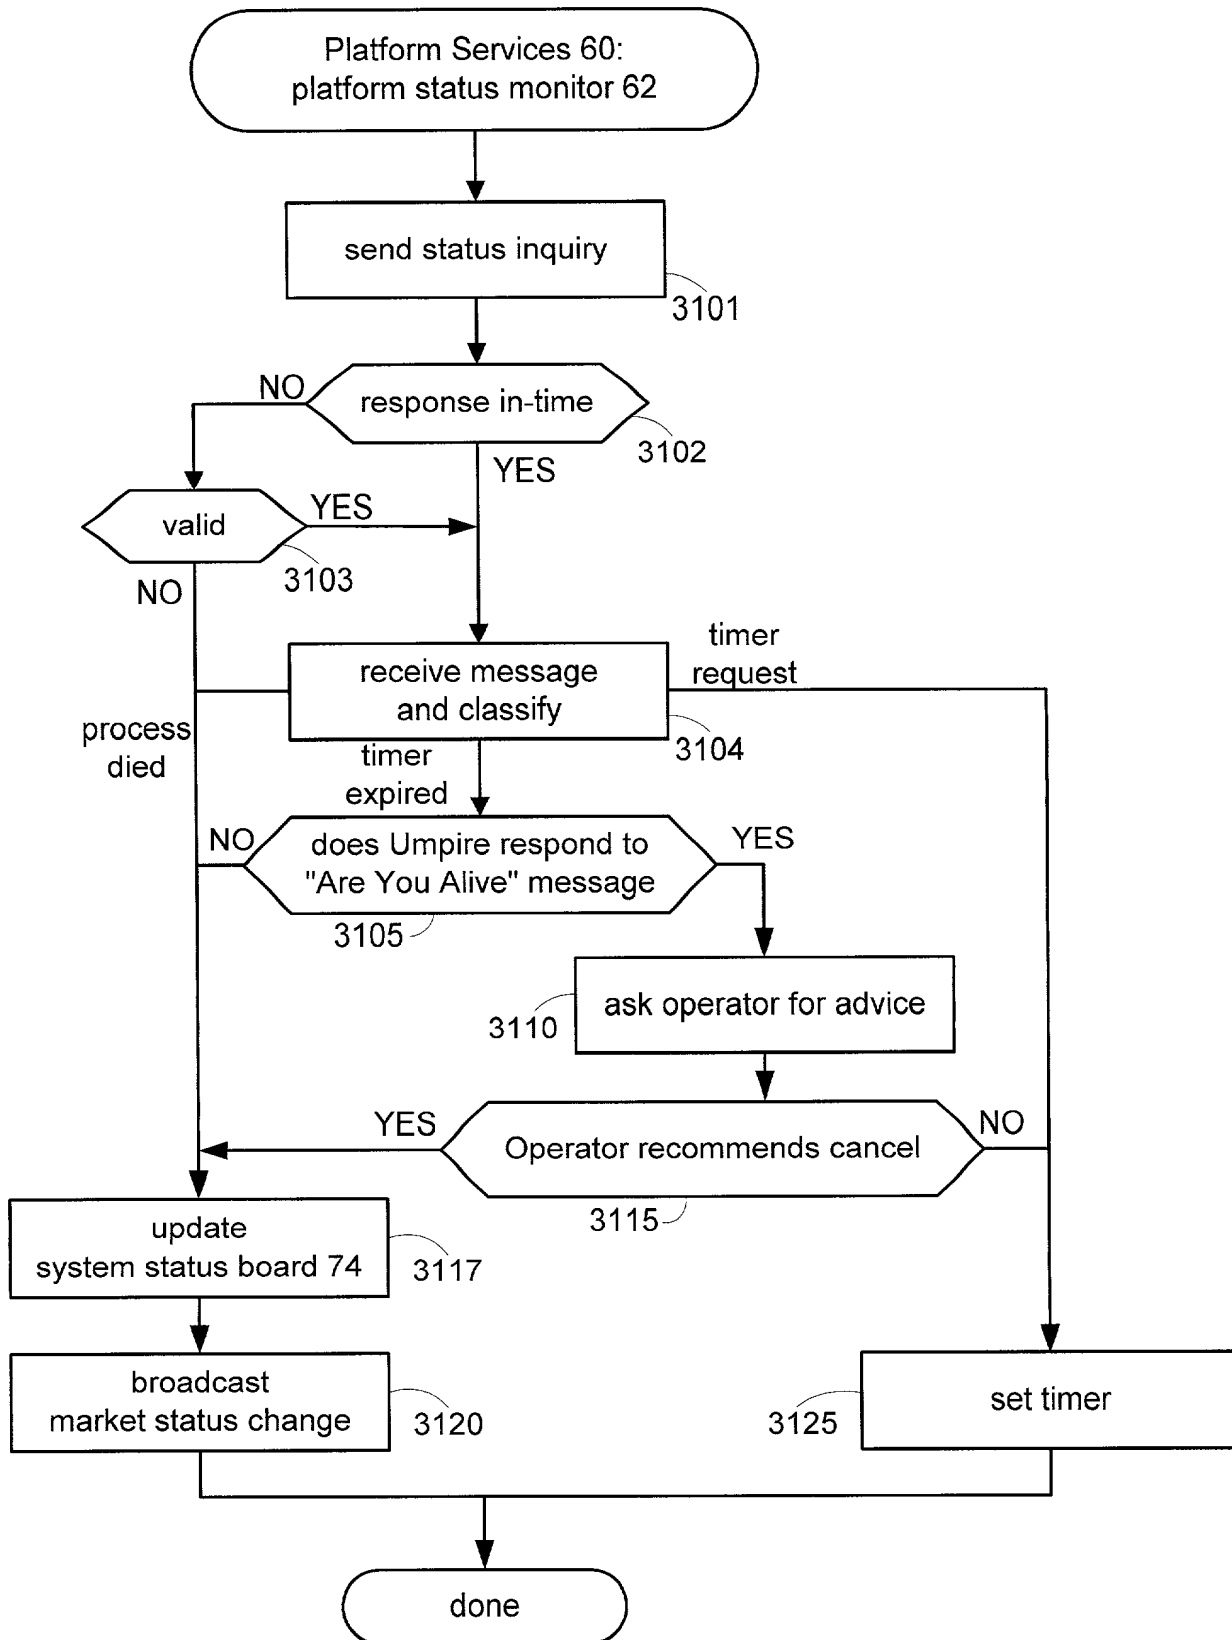 Platform Services 60:
platform status monitor 62
send status inquiry
3101
NO
response in-time
3102
YES
valid
YES
3103
NO
timer
request
receive message
and classify
3104
process
died
timer
expired
NO
does Umpire respond to
"Are You Alive" message
YES
3105
ask operator for advice
3110
YES
Operator recommends cancel
NO
3115
update
system status board 74
3117
broadcast
market status change
3120
set timer
3125
done